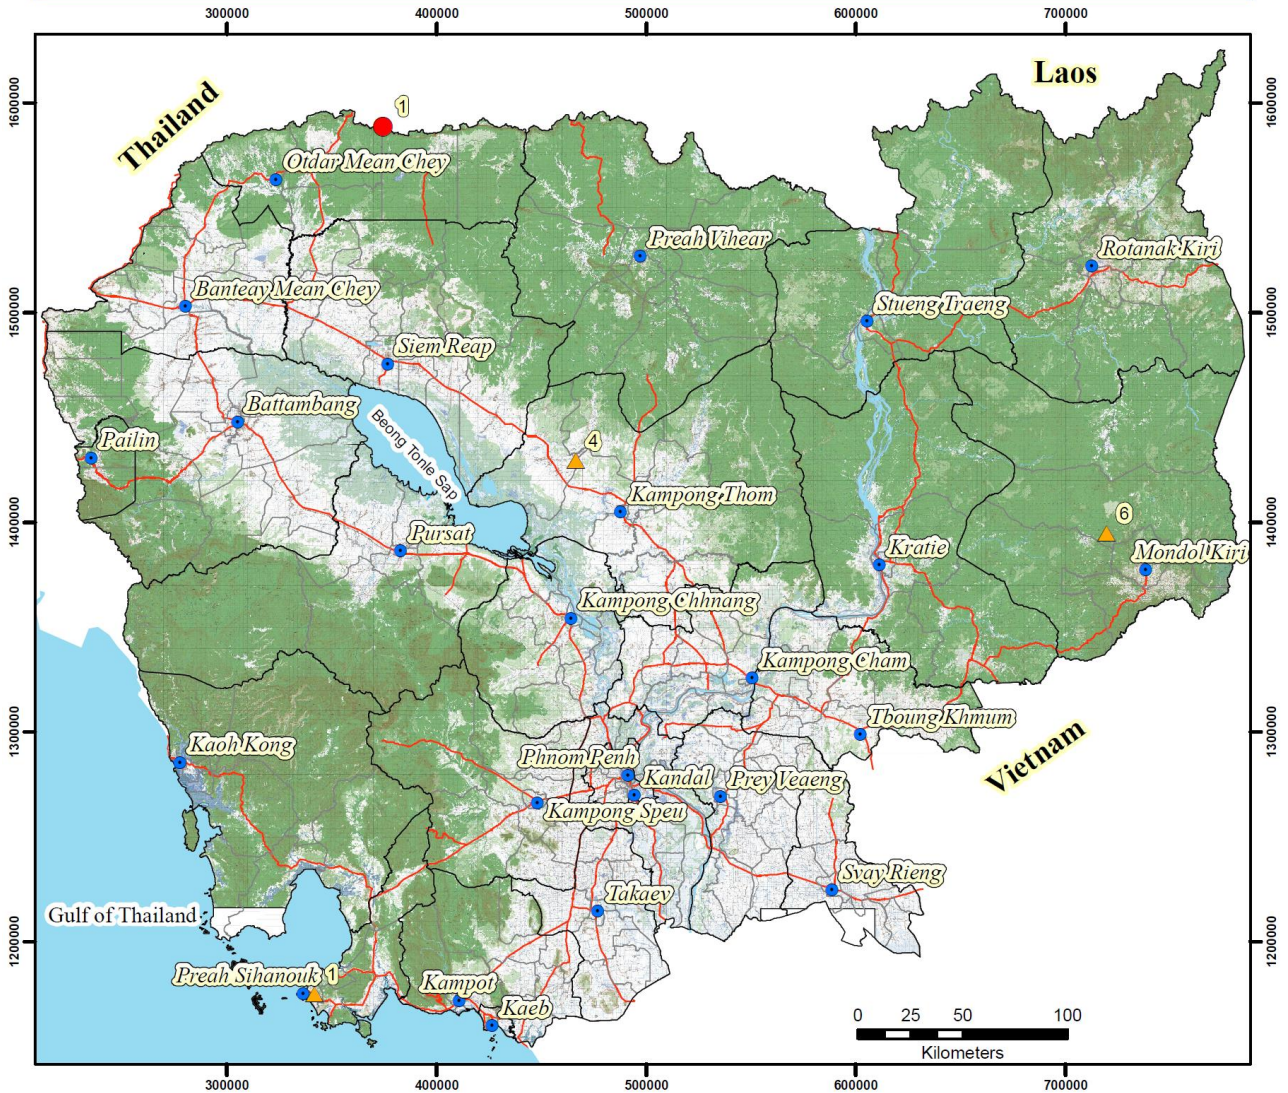 300000 400000 500000 600000 700000
1600000 1600000
Laos
Thailand
1
Otdar Mean Chey
Preah Vihear
Rotanak Kiri
Banteay Mean Chey
Stueng Traeng
1500000 1500000
Siem Reap
Battambang
Beong Tonle Sap
Pailin
4
Kampong Thom
6
1400000 1400000
Pursat
Kratie
Mondol Kiri
Kampong Chhnang
Kampong Cham
Tboung Khmum
1300000 1300000
Kaoh Kong
Vietnam
Phnom Penh
Kandal
Prey Veaeng
Kampong Speu
Svay Rieng
Takaev
Gulf of Thailand
1200000 1200000
Preah Sihanouk 1
Kampot
Kaeb
0 25 50 100
Kilometers
300000 400000 500000 600000 700000